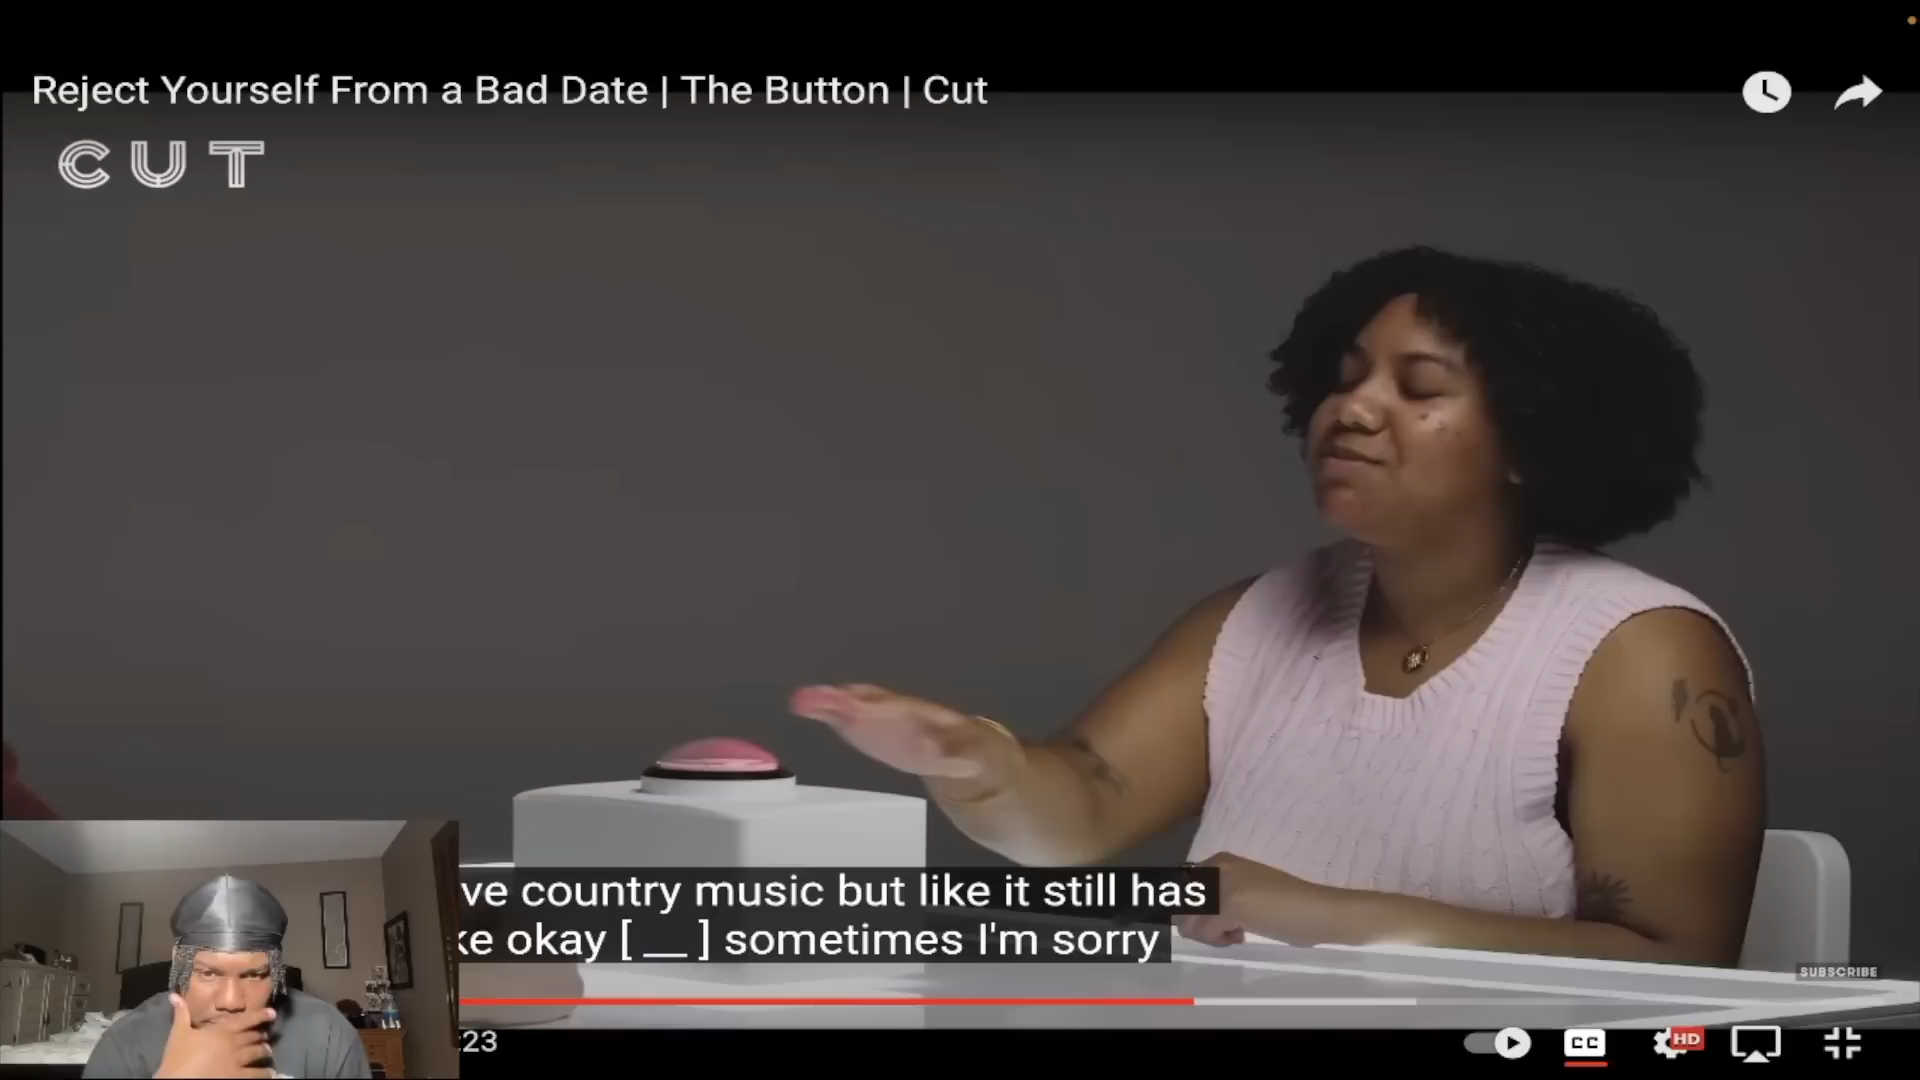 Reject Yourself From a Bad Date | The Button | Cut
CUT
ve country music but like it still has
ke okay [ __ ] sometimes I'm sorry
SUBSCRIBE
:23
CC
HD